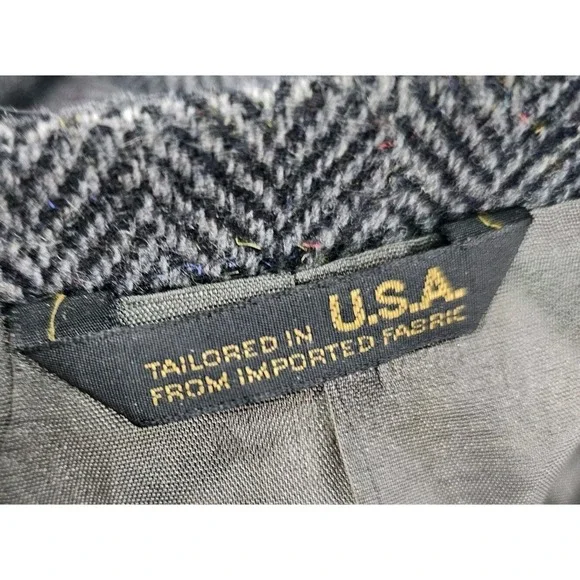 TAILORED IN U.S.A.
FROM IMPORTED FABRIC